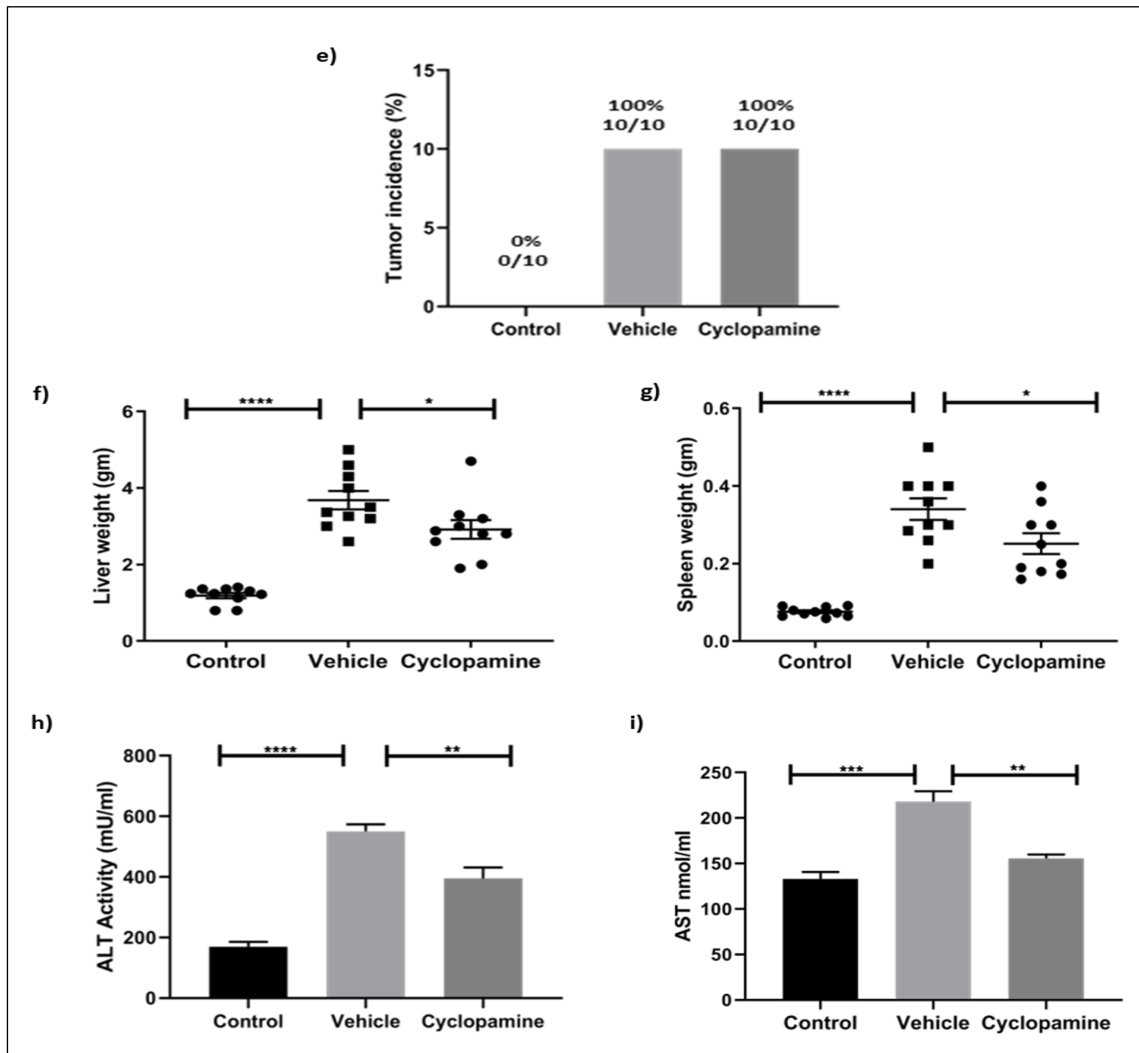 e)
Tumor incidence (%)
15
10
5
0
0%
0/10
100%
10/10
100%
10/10
Control Vehicle Cyclopamine
f)
Liver weight (gm)
6
4
2
0
**** *
Control Vehicle Cyclopamine
g)
Spleen weight (gm)
0.6
0.4
0.2
0.0
**** *
Control Vehicle Cyclopamine
h)
ALT Activity (mU/ml)
800
600
400
200
0
**** **
Control Vehicle Cyclopamine
i)
AST nmol/ml
250
200
150
100
50
0
*** **
Control Vehicle Cyclopamine